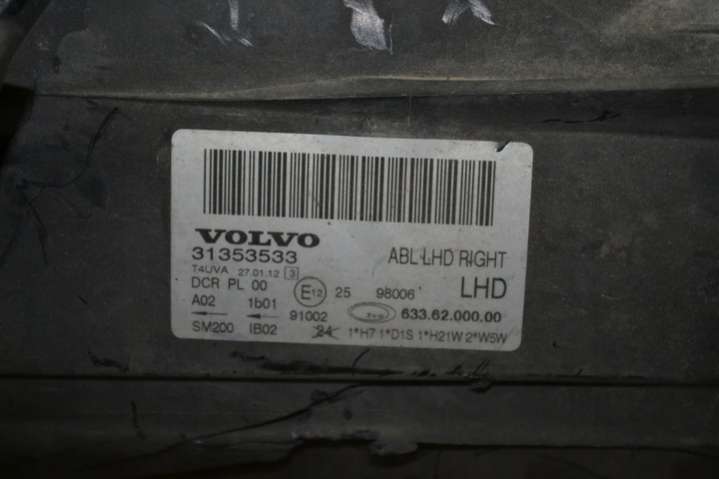 VOLVO
31353533 ABL LHD RIGHT
T4UVA 27.01.12 3
DCR PL 00 E12 25 98006 LHD
A02 1b01 91002 633.62.000.00
SM200 IB02 24 1*H7 1*D1S 1*H21W 2*W5W